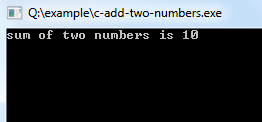 Q:\example\c-add-two-numbers.exe
sum of two numbers is 10